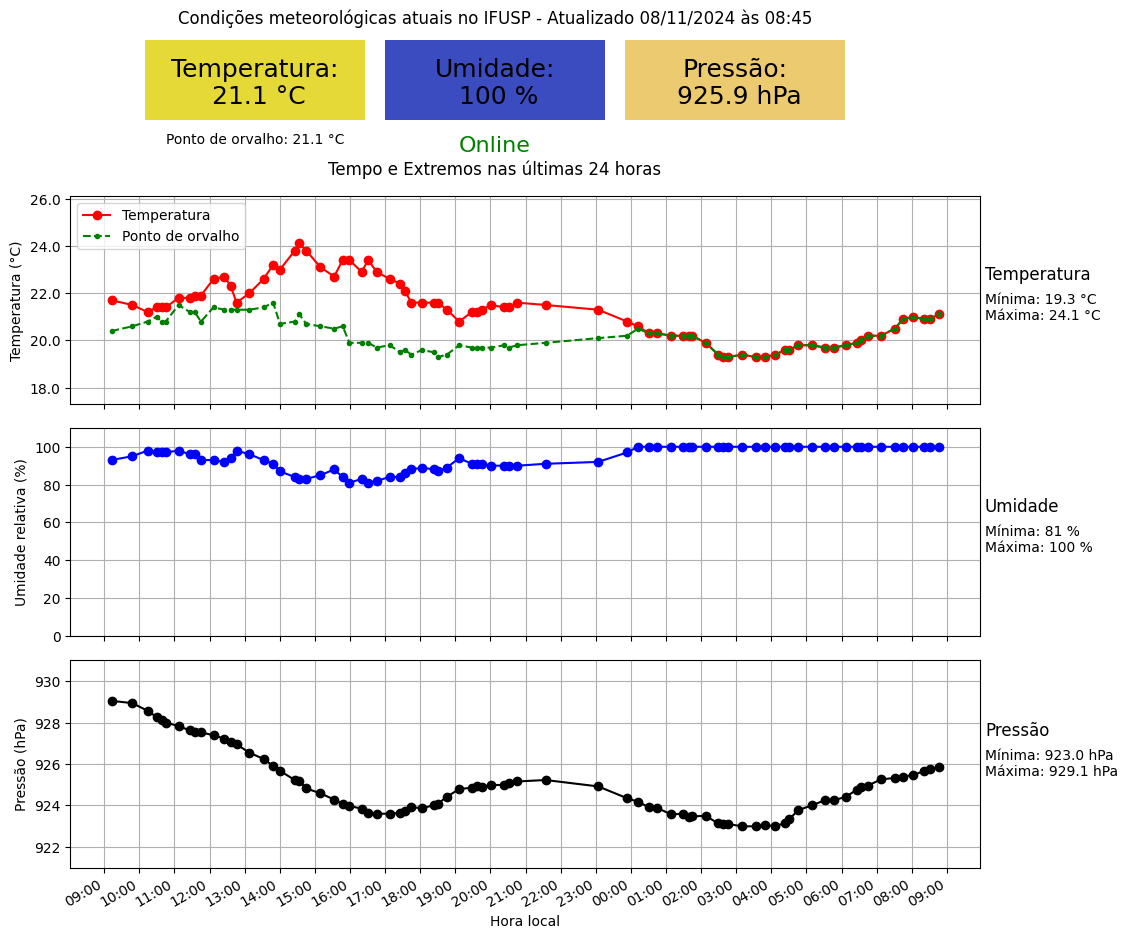 Condições meteorológicas atuais no IFUSP - Atualizado 08/11/2024 às 08:45
Temperatura:
21.1 °C
Umidade:
100 %
Pressão:
925.9 hPa
Ponto de orvalho: 21.1 °C
Online
Tempo e Extremos nas últimas 24 horas
Temperatura (°C)
26.0
24.0
22.0
20.0
18.0
Temperatura
Ponto de orvalho
Temperatura
Mínima: 19.3 °C
Máxima: 24.1 °C
Umidade relativa (%)
100
80
60
40
20
0
Umidade
Mínima: 81 %
Máxima: 100 %
Pressão (hPa)
930
928
926
924
922
Pressão
Mínima: 923.0 hPa
Máxima: 929.1 hPa
09:00
10:00
11:00
12:00
13:00
14:00
15:00
16:00
17:00
18:00
19:00
20:00
21:00
22:00
23:00
00:00
01:00
02:00
03:00
04:00
05:00
06:00
07:00
08:00
09:00
Hora local